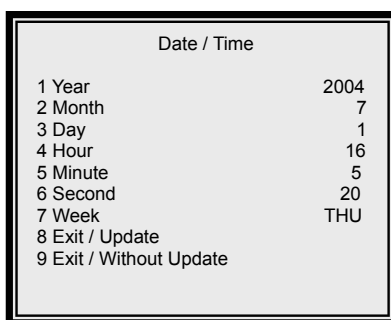 Date / Time
1 Year 2004
2 Month 7
3 Day 1
4 Hour 16
5 Minute 5
6 Second 20
7 Week THU
8 Exit / Update
9 Exit / Without Update